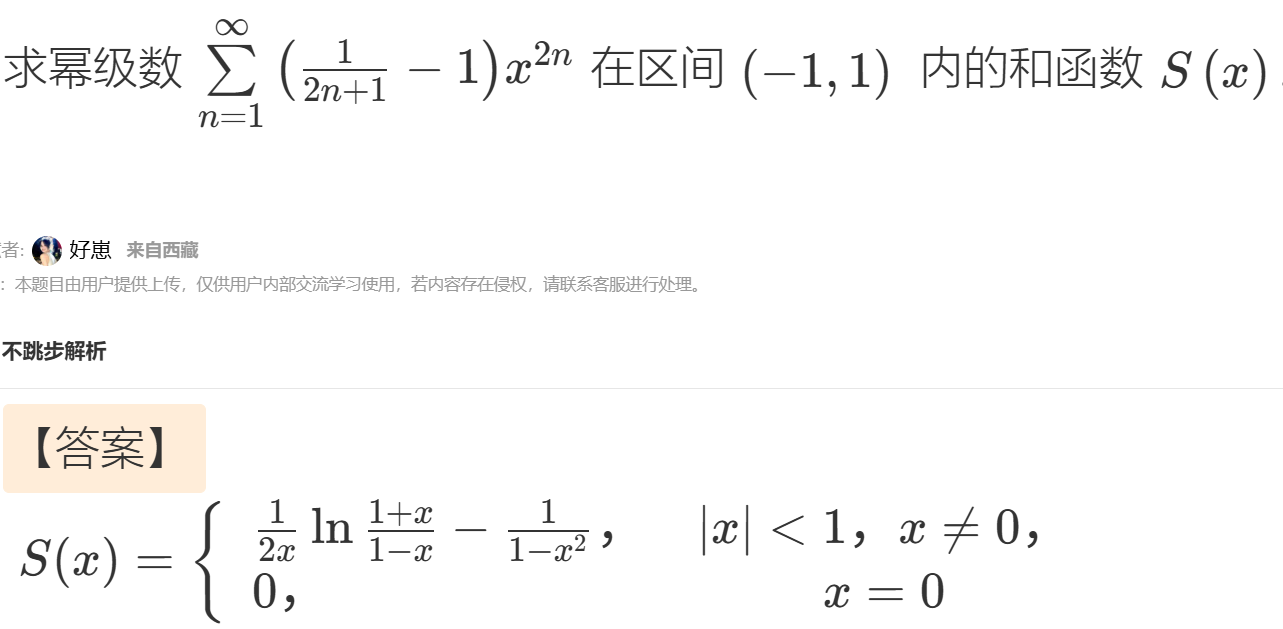 求幂级数 \sum_{n=1}^{\infty} \left( \frac{1}{2n+1} - 1 \right) x^{2n} 在区间 (-1, 1) 内的和函数 S(x)
者: 好崽 来自西藏
: 本题目由用户提供上传，仅供用户内部交流学习使用，若内容存在侵权，请联系客服进行处理。
不跳步解析
【答案】
S(x) = \begin{cases} \frac{1}{2x} \ln \frac{1+x}{1-x} - \frac{1}{1-x^2}， & |x| < 1，x \neq 0， \\ 0， & x = 0 \end{cases}